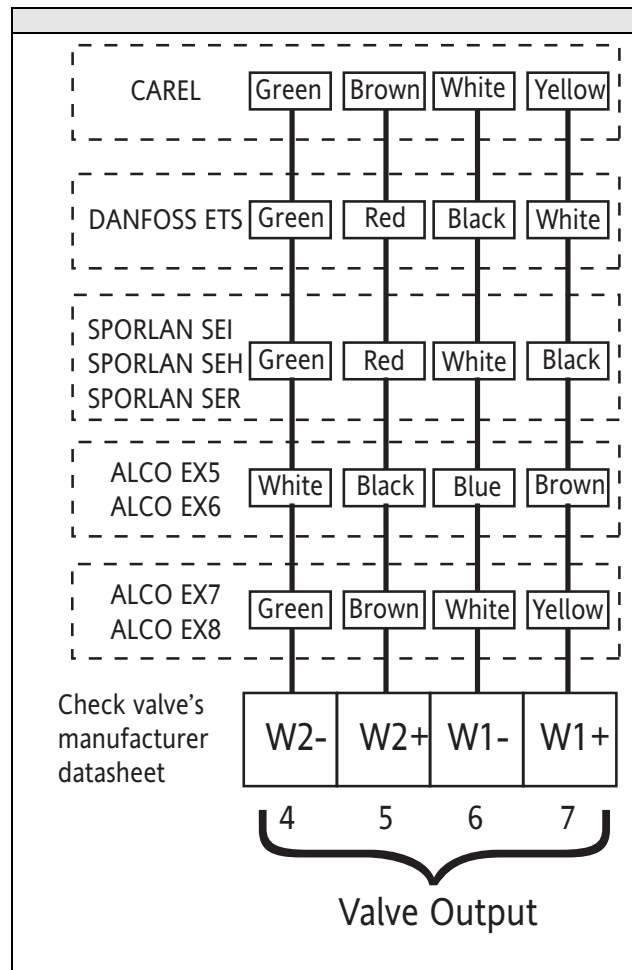 CAREL Green Brown White Yellow
DANFOSS ETS Green Red Black White
SPORLAN SEI
SPORLAN SEH
SPORLAN SER
Green Red White Black
ALCO EX5
ALCO EX6
White Black Blue Brown
ALCO EX7
ALCO EX8
Green Brown White Yellow
Check valve's
manufacturer
datasheet
W2- W2+ W1- W1+
4 5 6 7
Valve Output